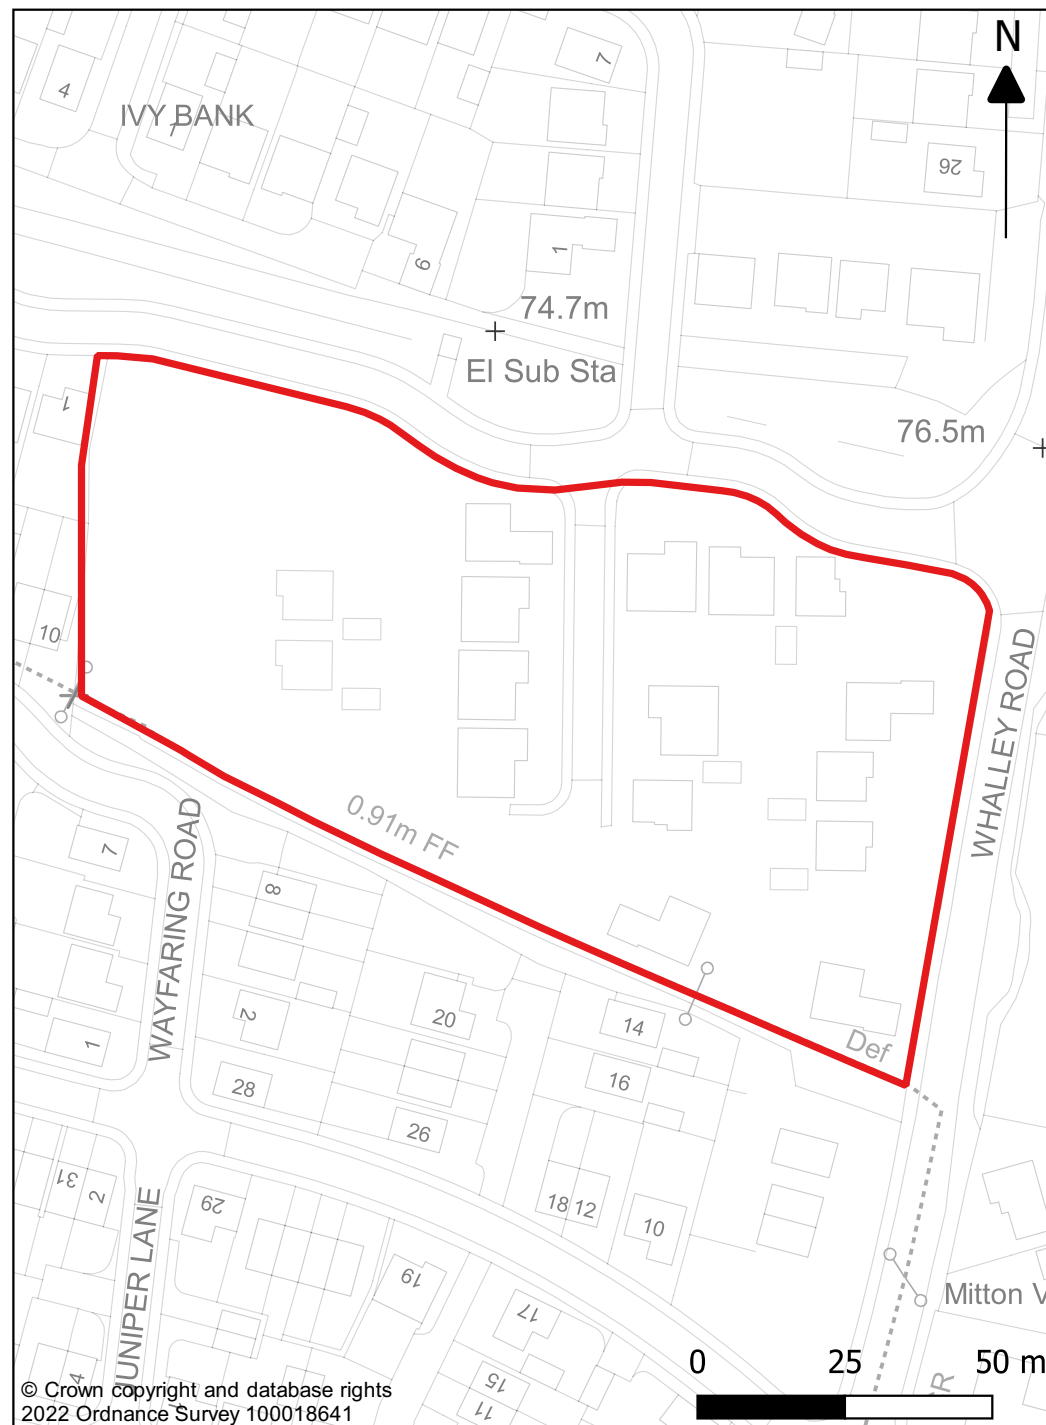 N
7
4
IVY BANK
1
26
1
6
74.7m
El Sub Sta
1
76.5m
10
WHALLEY ROAD
0.91m FF
7
WAYFARING ROAD
8
2
20
14
1
Def
28
16
26
31
2
29
18 12
10
JUNIPER LANE
19
17
Mitton V
15
4
11
0 25 50 m
© Crown copyright and database rights
2022 Ordnance Survey 100018641